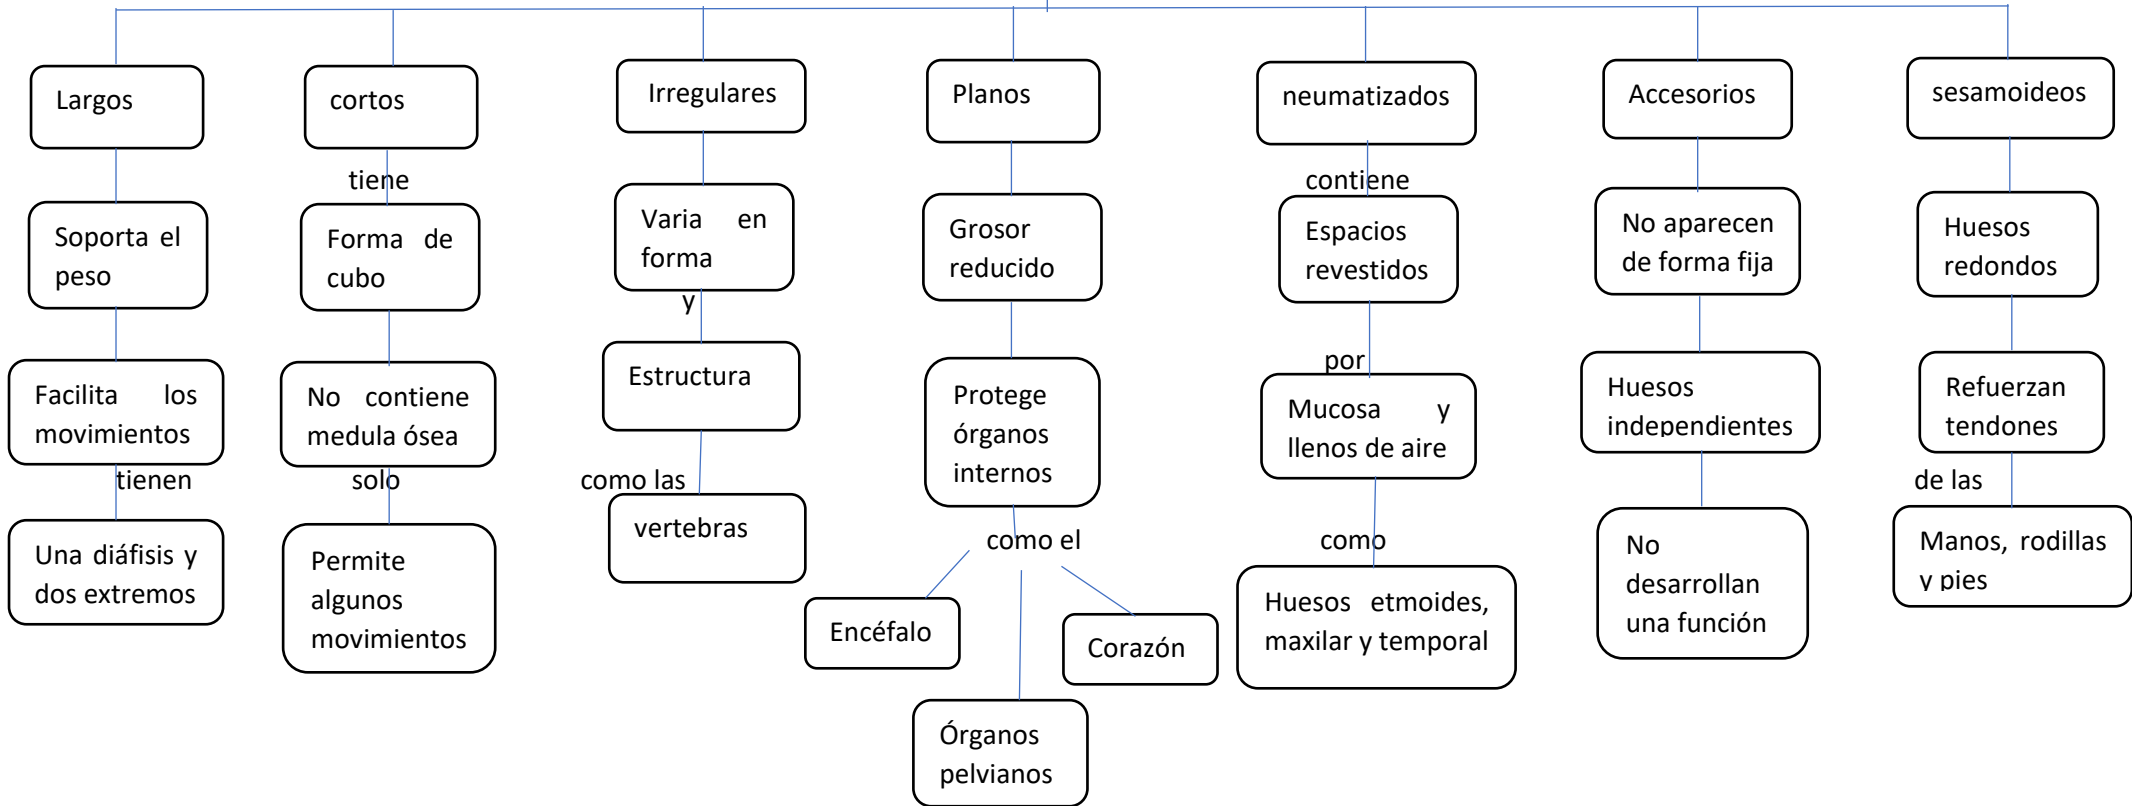 Largos
cortos
Irregulares
Planos
neumatizados
Accesorios
sesamoideos
tiene
contiene
Soporta el
peso
Forma de
cubo
Varia en
forma
Grosor
reducido
Espacios
revestidos
No aparecen
de forma fija
Huesos
redondos
y
por
Facilita los
movimientos
No contiene
medula ósea
Estructura
Protege
órganos
internos
Mucosa y
llenos de aire
Huesos
independientes
Refuerzan
tendones
tienen
solo
como las
como el
como
de las
Una diáfisis y
dos extremos
Permite
algunos
movimientos
vertebras
Encéfalo
Órganos
pelvianos
Corazón
Huesos etmoides,
maxilar y temporal
No
desarrollan
una función
Manos, rodillas
y pies